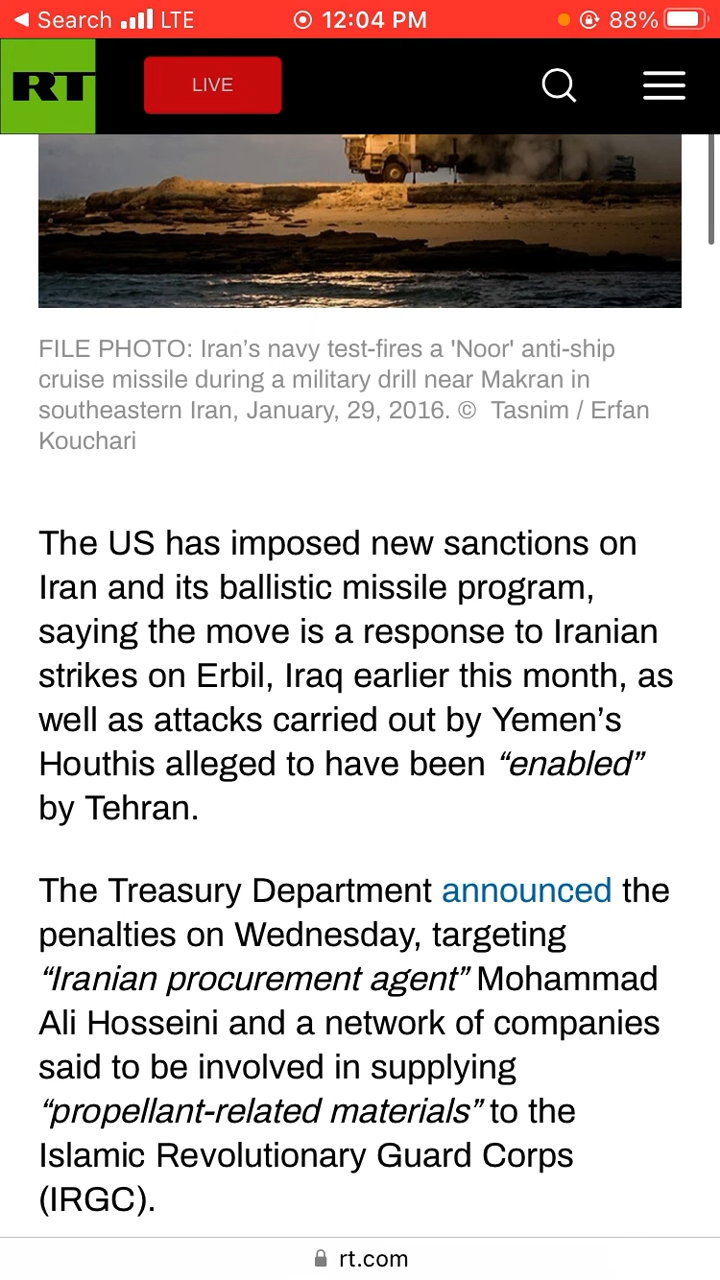 Search LTE 12:04 PM 88%
RT LIVE
FILE PHOTO: Iran’s navy test-fires a 'Noor' anti-ship
cruise missile during a military drill near Makran in
southeastern Iran, January, 29, 2016. © Tasnim / Erfan
Kouchari
The US has imposed new sanctions on
Iran and its ballistic missile program,
saying the move is a response to Iranian
strikes on Erbil, Iraq earlier this month, as
well as attacks carried out by Yemen’s
Houthis alleged to have been “enabled”
by Tehran.
The Treasury Department announced the
penalties on Wednesday, targeting
“Iranian procurement agent” Mohammad
Ali Hosseini and a network of companies
said to be involved in supplying
“propellant-related materials” to the
Islamic Revolutionary Guard Corps
(IRGC).
rt.com